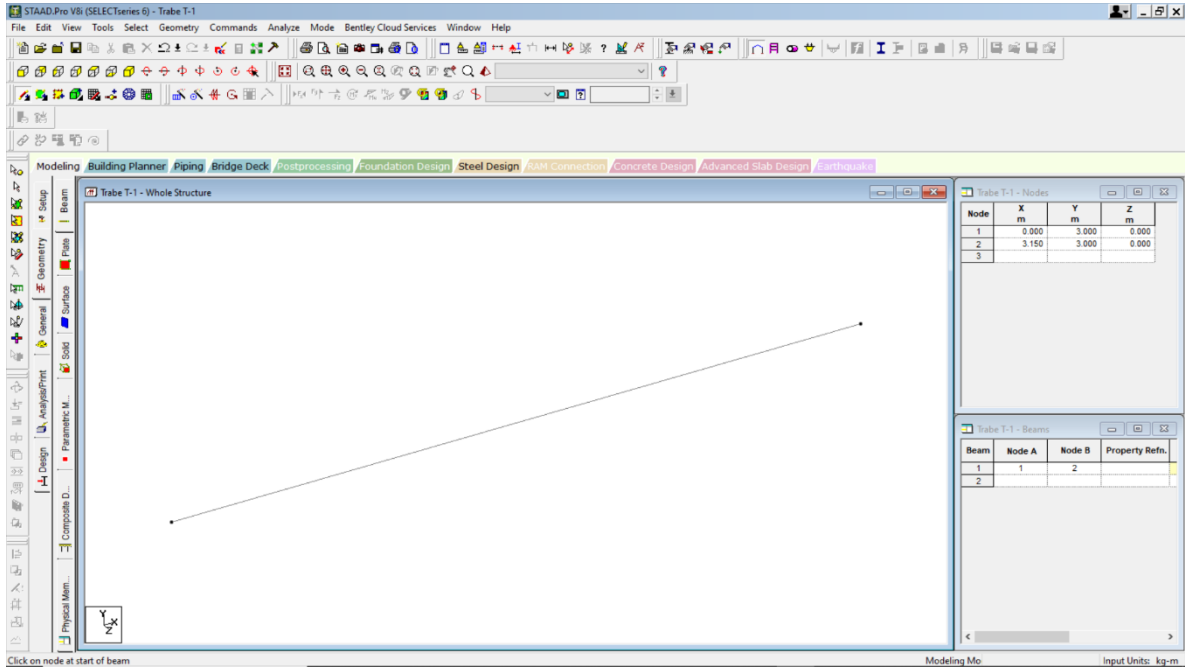 STAAD.Pro V8i (SELECTseries 6) - Trabe T-1
File Edit View Tools Select Geometry Commands Analyze Mode Bentley Cloud Services Window Help
Modeling Building Planner Piping Bridge Deck Postprocessing Foundation Design Steel Design RAM Connection Concrete Design Advanced Slab Design Earthquake
Setup
Geometry
General
Analysis/Print
Design
Beam
Plate
Surface
Solid
Parametric M...
Composite D...
Physical Mem...
Trabe T-1 - Whole Structure
Y
X
Z
Trabe T-1 - Nodes
Node X Y Z
m m m
1 0.000 3.000 0.000
2 3.150 3.000 0.000
3
Trabe T-1 - Beams
Beam Node A Node B Property Refn.
1 1 2
2
Click on node at start of beam
Modeling Mo
Input Units: kg-m